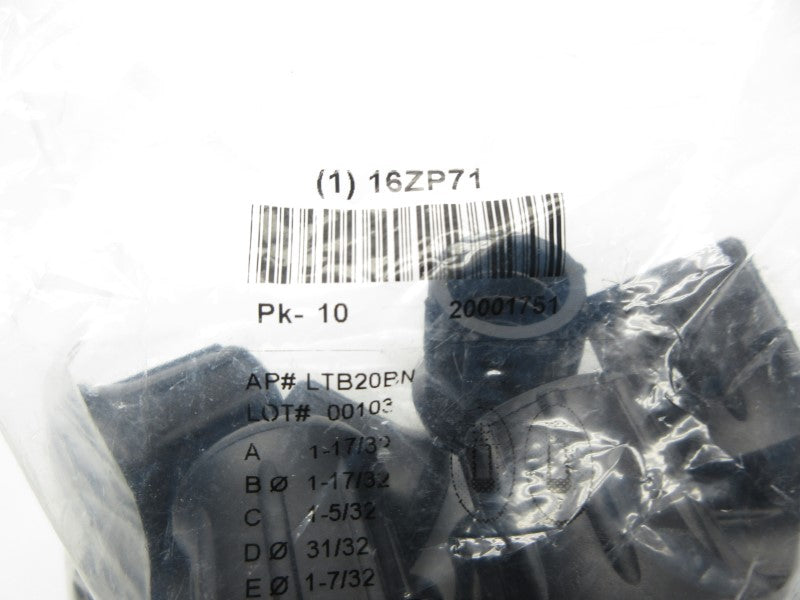 (1) 16ZP71
Pk- 10 20001751
AP# LTB20BN
LOT# 00103
A 1-17/32
B Ø 1-17/32
C 1-5/32
D Ø 31/32
E Ø 1-7/32